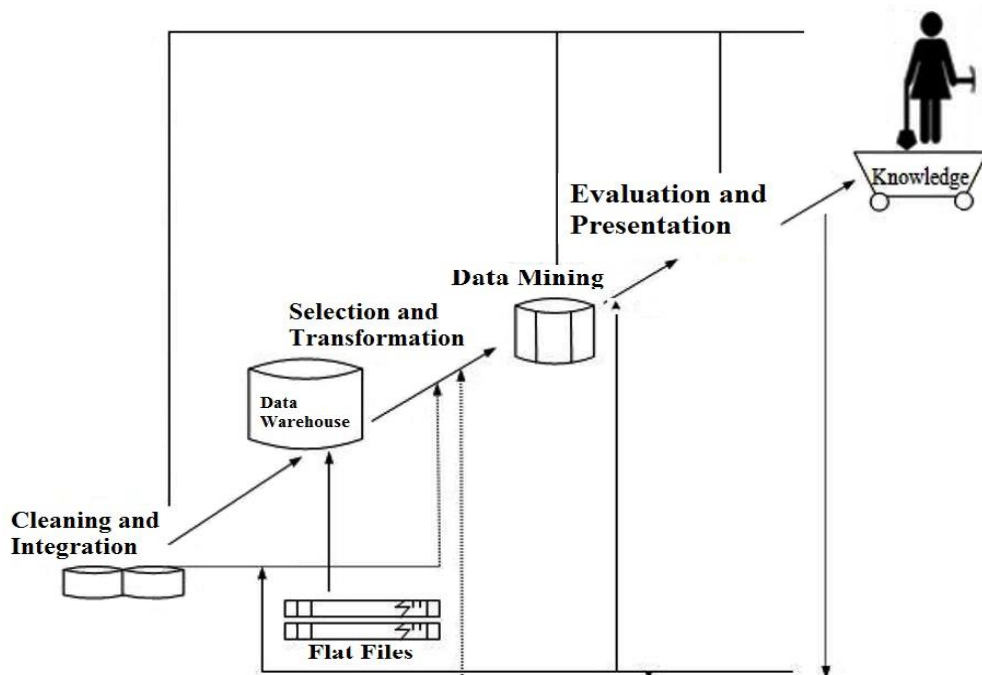 Evaluation and
Presentation
Knowledge
Data Mining
Selection and
Transformation
Data
Warehouse
Cleaning and
Integration
Flat Files